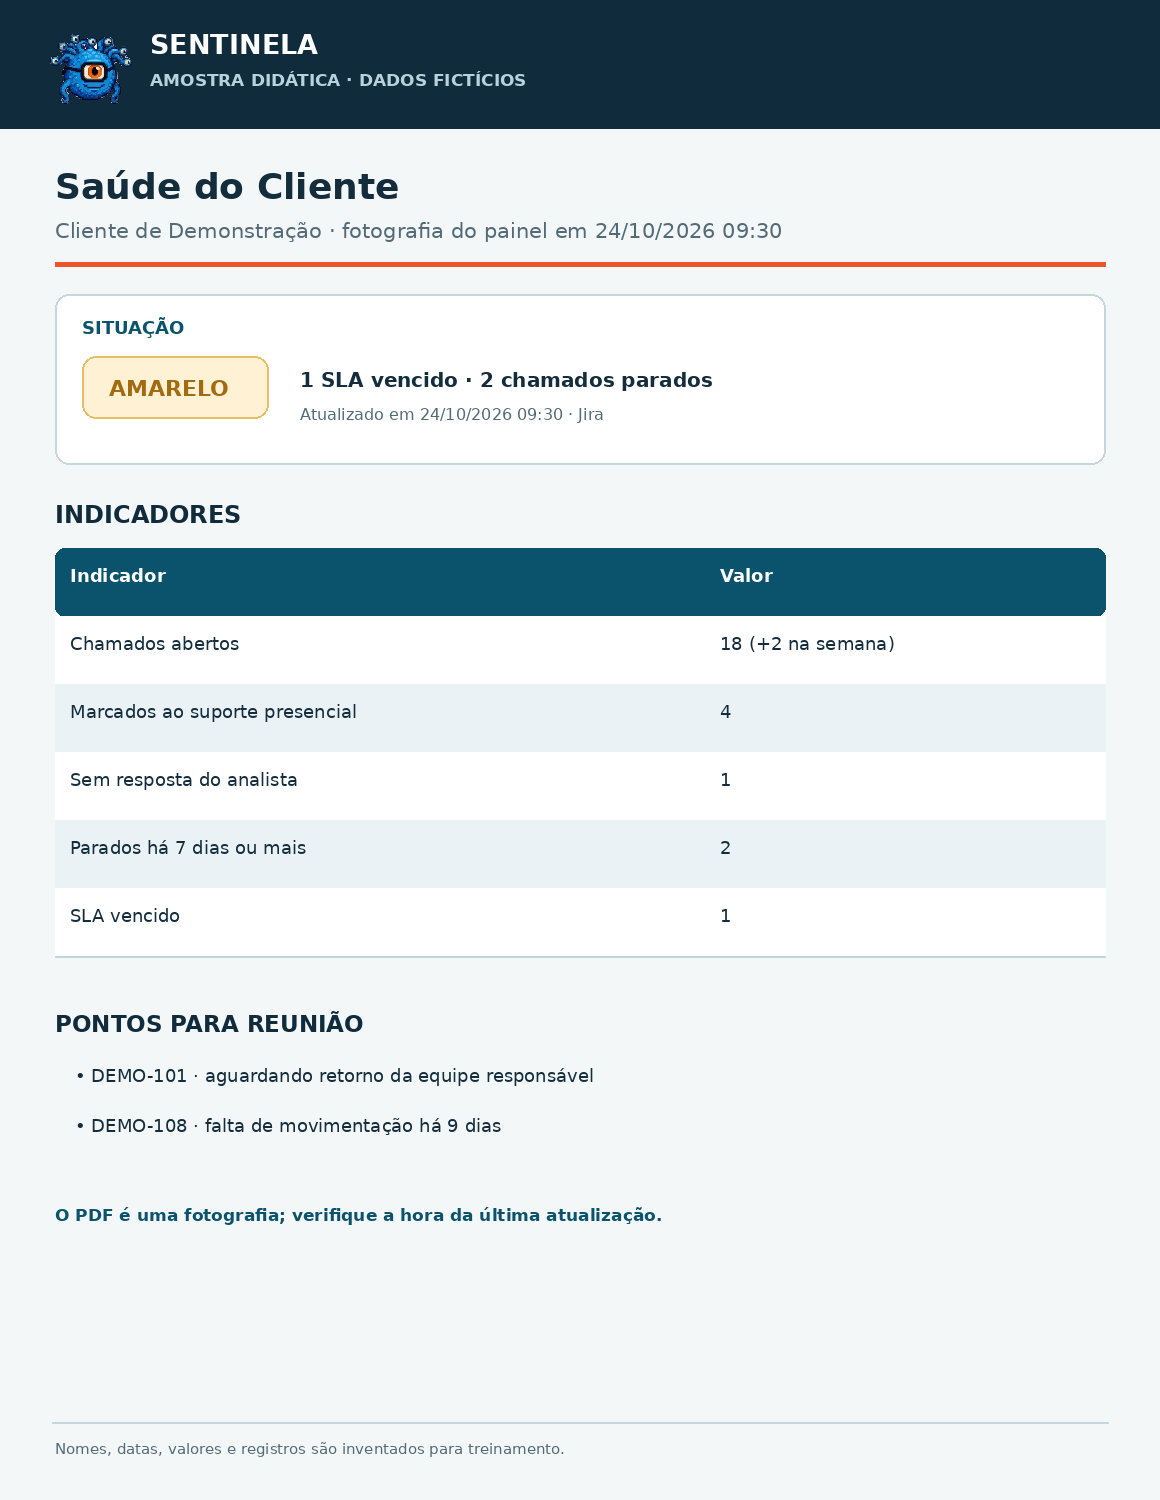 SENTINELA
AMOSTRA DIDÁTICA · DADOS FICTÍCIOS
Saúde do Cliente
Cliente de Demonstração · fotografia do painel em 24/10/2026 09:30
SITUAÇÃO
AMARELO
1 SLA vencido · 2 chamados parados
Atualizado em 24/10/2026 09:30 · Jira
INDICADORES
Indicador Valor
Chamados abertos 18 (+2 na semana)
Marcados ao suporte presencial 4
Sem resposta do analista 1
Parados há 7 dias ou mais 2
SLA vencido 1
PONTOS PARA REUNIÃO
• DEMO-101 · aguardando retorno da equipe responsável
• DEMO-108 · falta de movimentação há 9 dias
O PDF é uma fotografia; verifique a hora da última atualização.
Nomes, datas, valores e registros são inventados para treinamento.